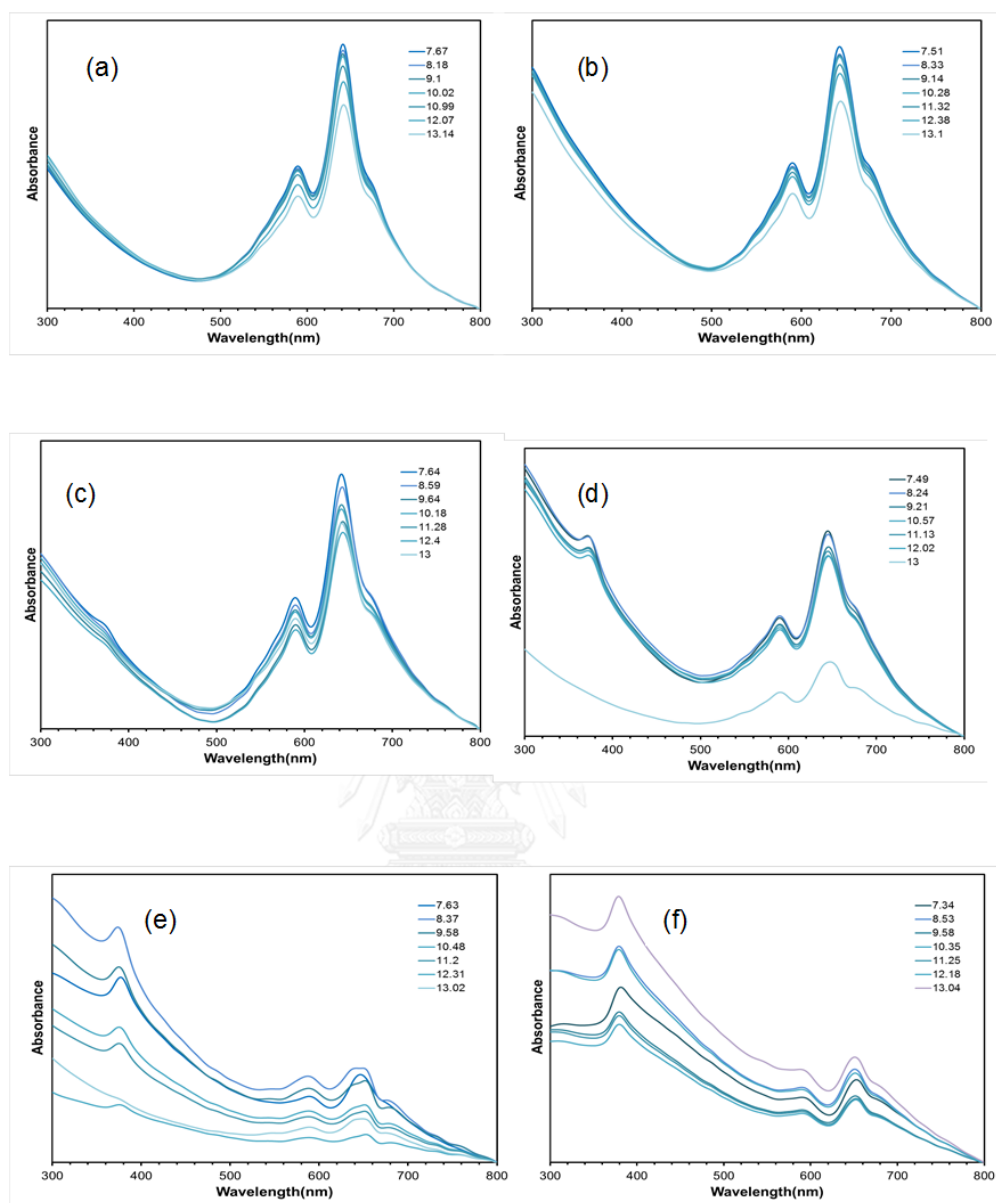 (a)
7.67
8.18
9.1
10.02
10.99
12.07
13.14
Absorbance
300 400 500 600 700 800
Wavelength(nm)
(b)
7.51
8.33
9.14
10.28
11.32
12.38
13.1
Absorbance
300 400 500 600 700 800
Wavelength(nm)
(c)
7.64
8.59
9.64
10.18
11.28
12.4
13
Absorbance
300 400 500 600 700 800
Wavelength(nm)
(d)
7.49
8.24
9.21
10.57
11.13
12.02
13
Absorbance
300 400 500 600 700 800
Wavelength(nm)
(e)
7.63
8.37
9.58
10.48
11.2
12.31
13.02
Absorbance
300 400 500 600 700 800
Wavelength(nm)
(f)
7.34
8.53
9.58
10.35
11.25
12.18
13.04
Absorbance
300 400 500 600 700 800
Wavelength(nm)